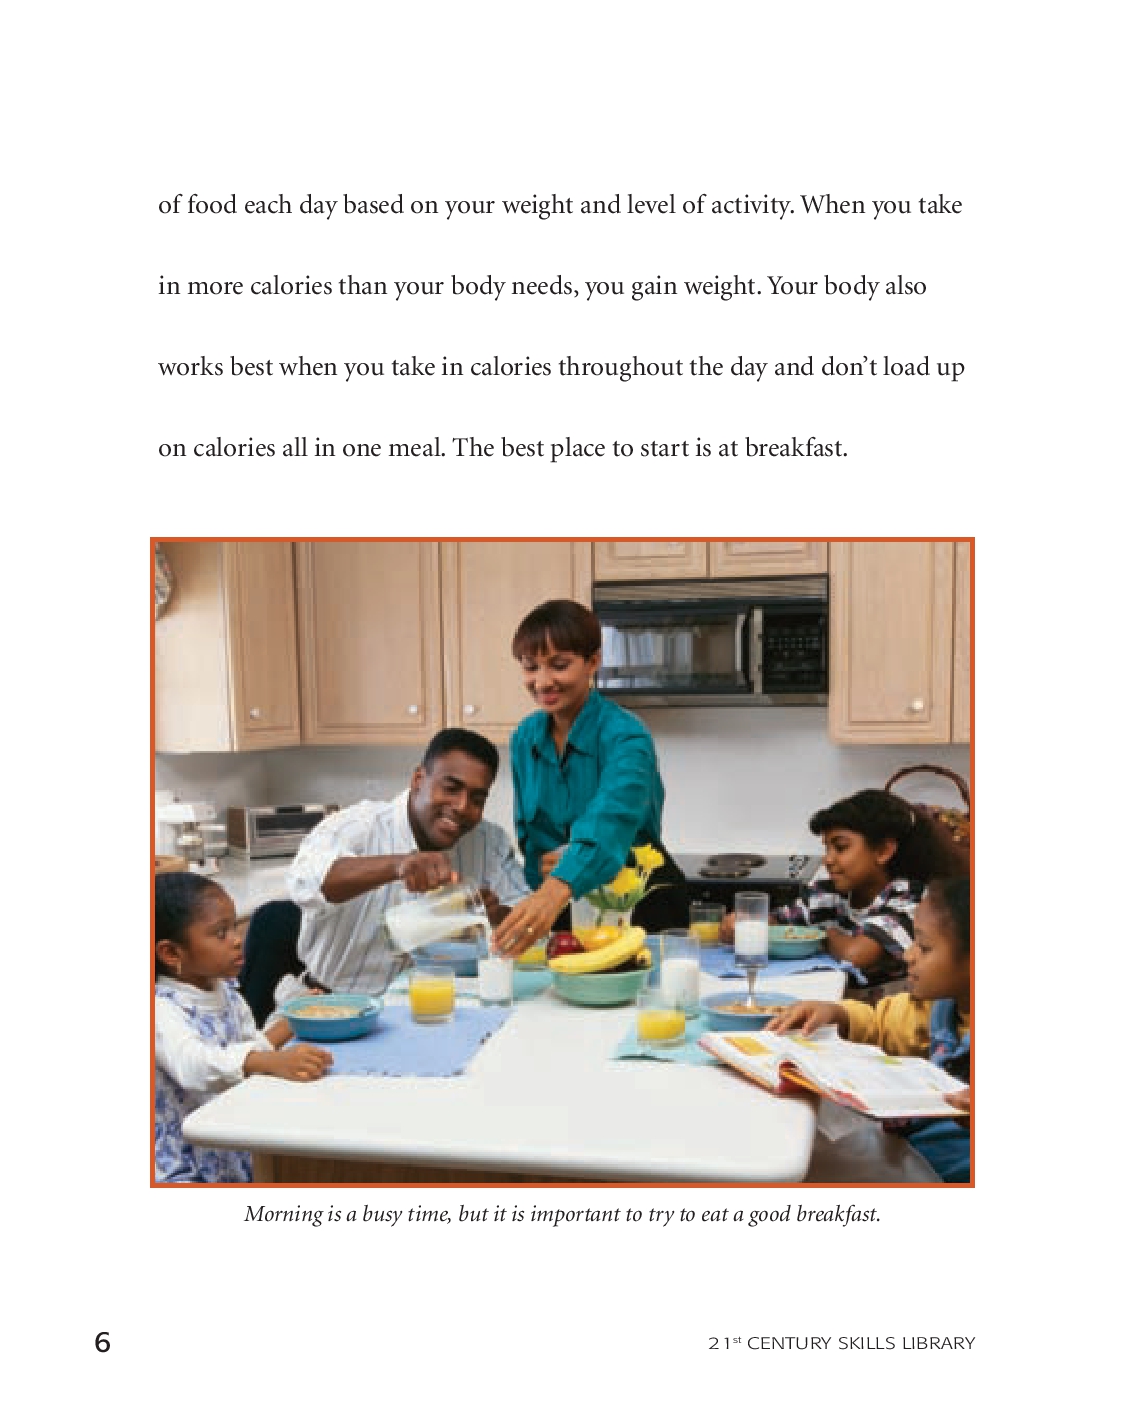 of food each day based on your weight and level of activity. When you take
in more calories than your body needs, you gain weight. Your body also
works best when you take in calories throughout the day and don’t load up
on calories all in one meal. The best place to start is at breakfast.
Morning is a busy time, but it is important to try to eat a good breakfast.
6
21st CENTURY SKILLS LIBRARY